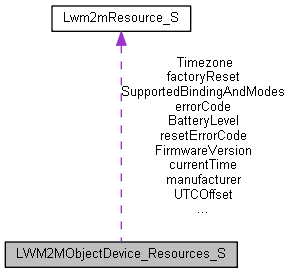 Lwm2mResource_S
Timezone
factoryReset
SupportedBindingAndModes
errorCode
BatteryLevel
resetErrorCode
FirmwareVersion
currentTime
manufacturer
UTCOffset
...
LWM2MObjectDevice_Resources_S